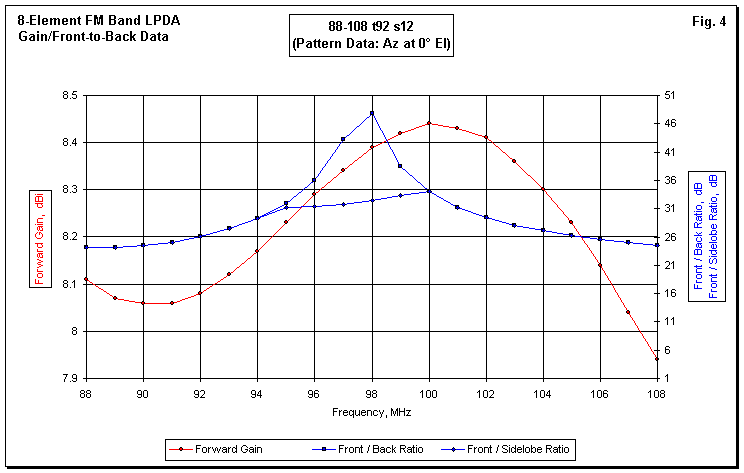 8-Element FM Band LPDA
Gain/Front-to-Back Data
88-108 t92 s12
(Pattern Data: Az at 0° El)
Fig. 4
8.5
8.4
8.3
8.2
8.1
8
7.9
Forward Gain, dBi
51
46
41
36
31
26
21
16
11
6
1
Front / Back Ratio, dB
Front / Sidelobe Ratio, dB
88 90 92 94 96 98 100 102 104 106 108
Frequency, MHz
Forward Gain Front / Back Ratio Front / Sidelobe Ratio